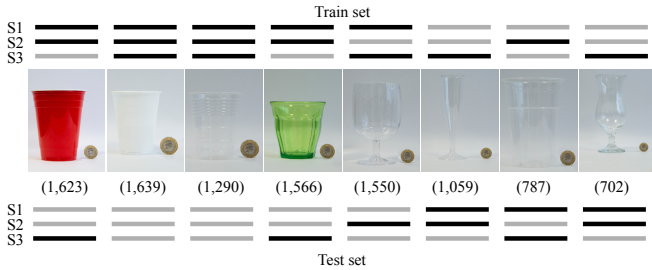 Train set
S1
S2
S3
(1,623) (1,639) (1,290) (1,566) (1,550) (1,059) (787) (702)
S1
S2
S3
Test set